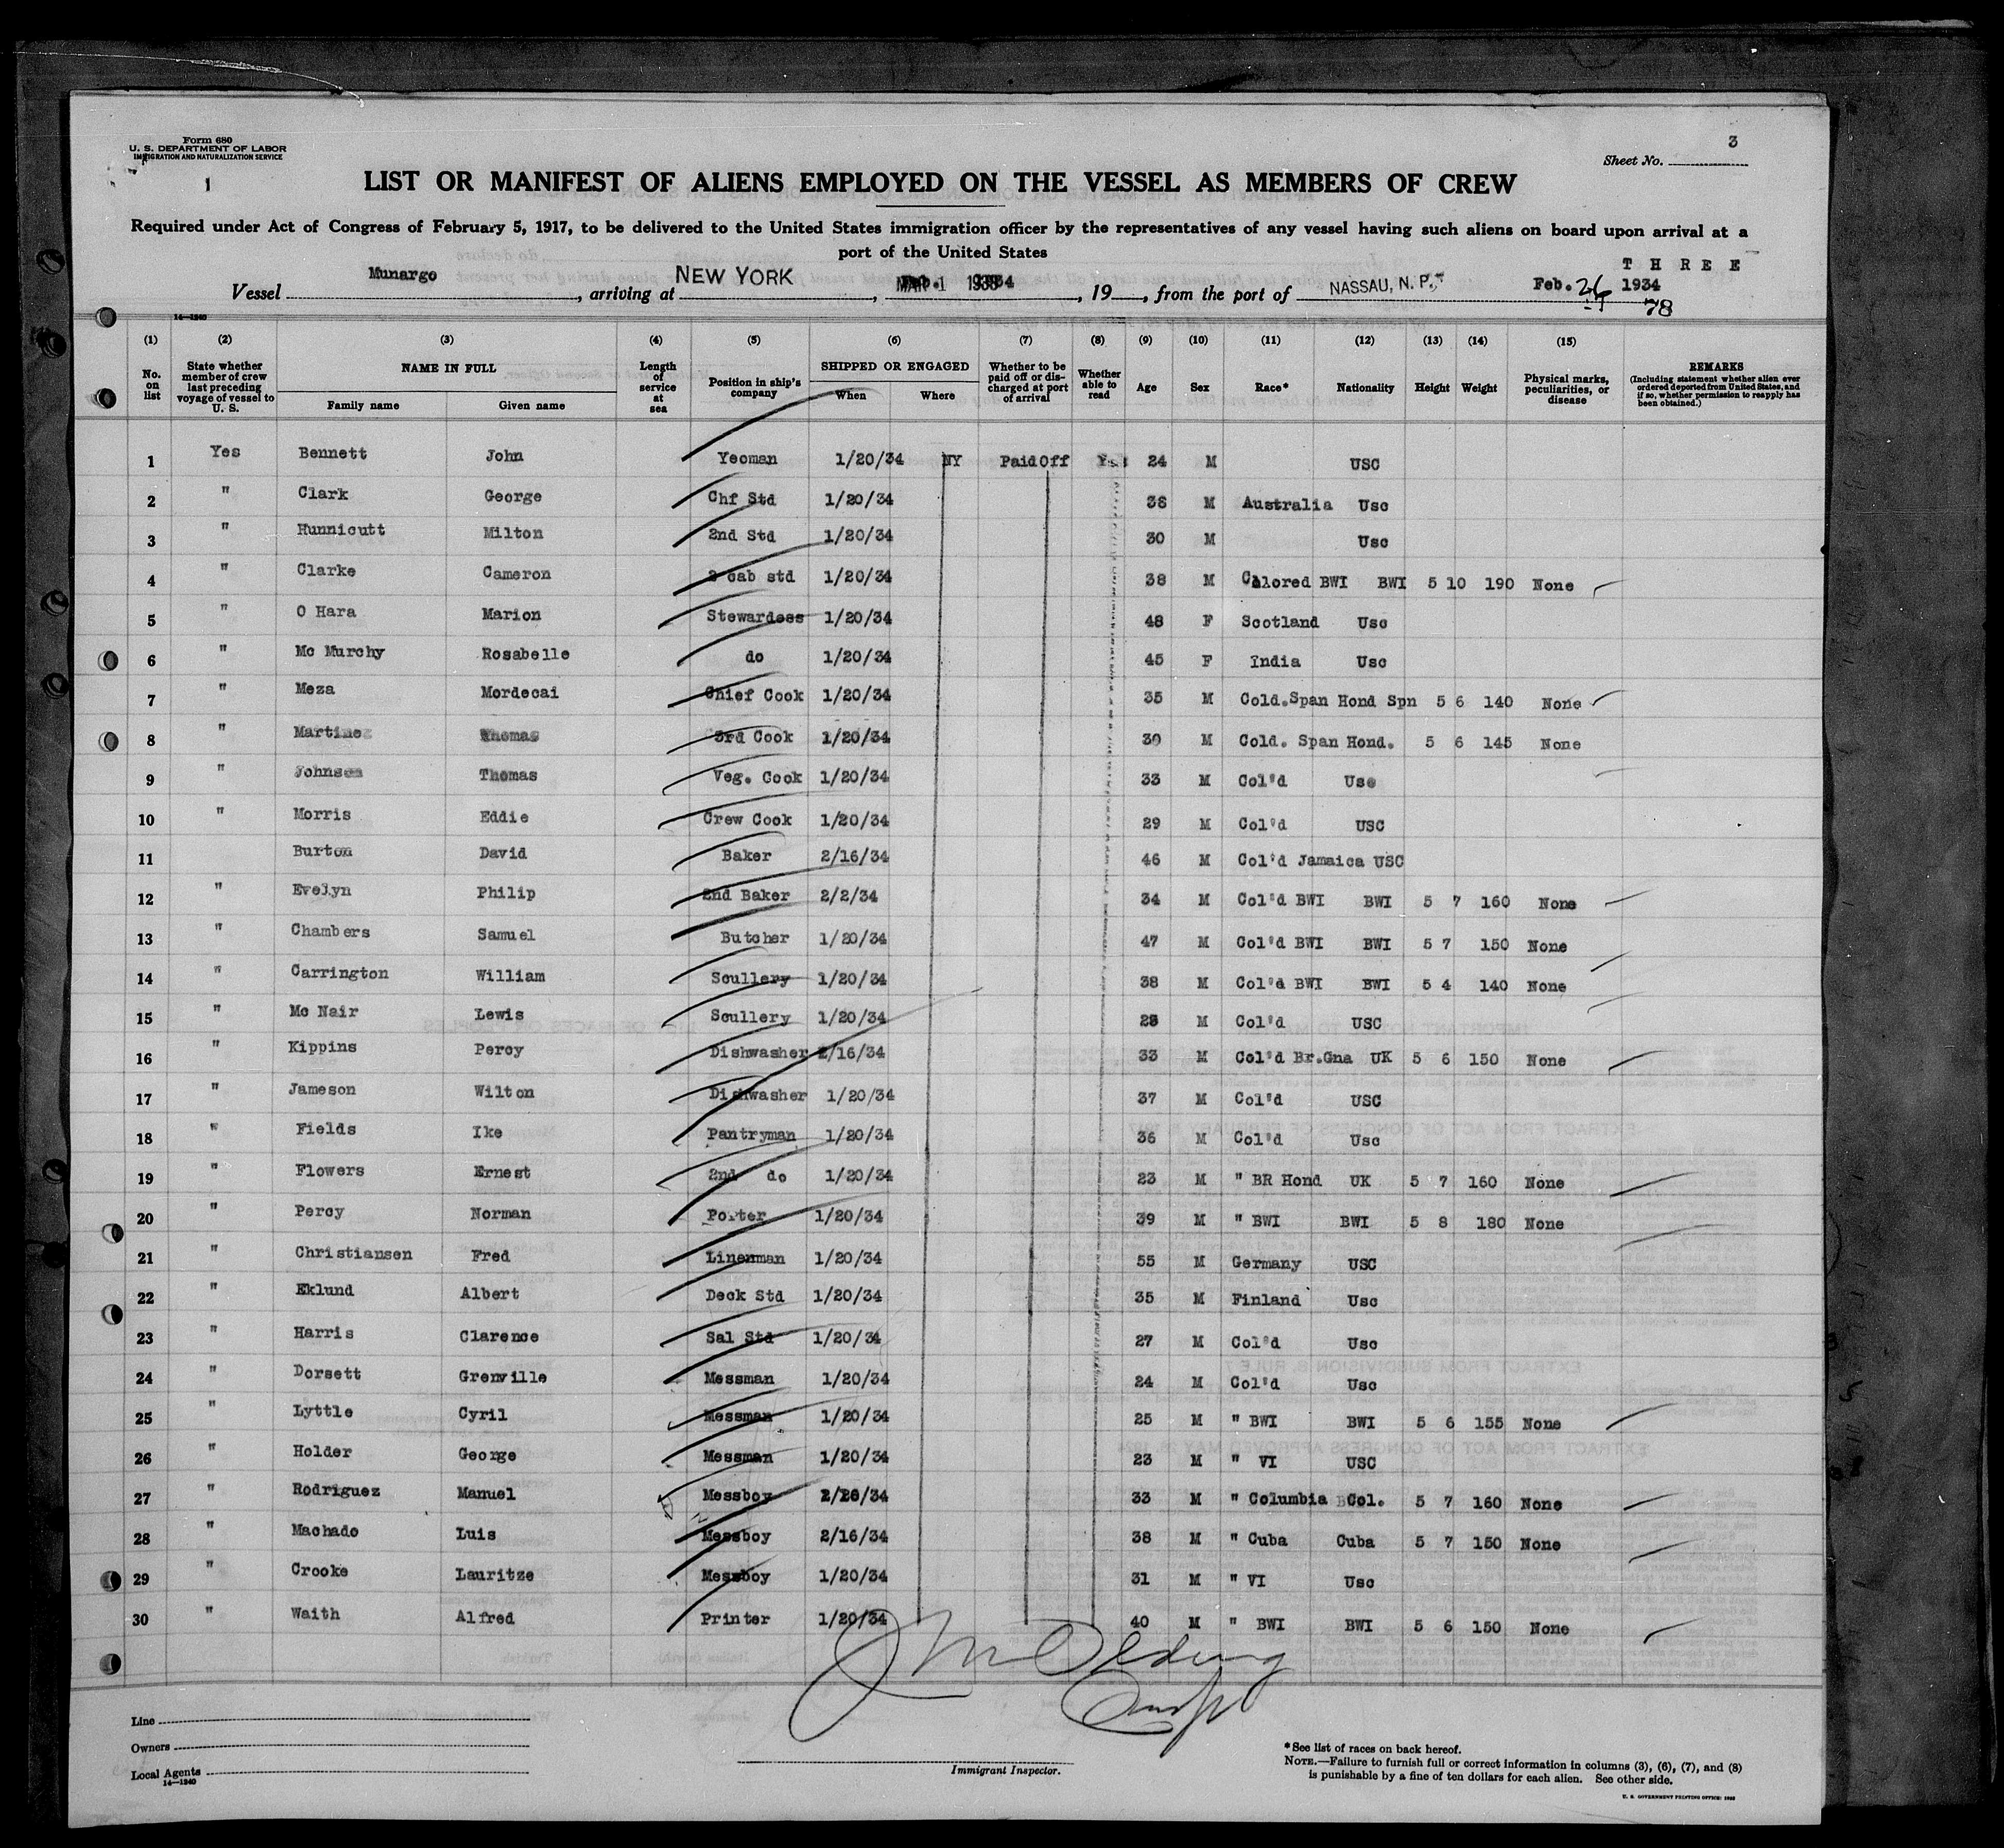 Form 680
U. S. DEPARTMENT OF LABOR
IMMIGRATION AND NATURALIZATION SERVICE
1
3
Sheet No.
LIST OR MANIFEST OF ALIENS EMPLOYED ON THE VESSEL AS MEMBERS OF CREW
Required under Act of Congress of February 5, 1917, to be delivered to the United States immigration officer by the representatives of any vessel having such aliens on board upon arrival at a
port of the United States
THREE
Vessel Munargo, arriving at NEW YORK, MAR 1 1934, 19, from the port of NASSAU, N. P. Feb. 26 1934
78
14-1240
(1) (2) (3) (4) (5) (6) (7) (8) (9) (10) (11) (12) (13) (14) (15)
No. on list State whether member of crew last preceding voyage of vessel to U. S. NAME IN FULL Family name Given name Length of service at sea Position in ship's company SHIPPED OR ENGAGED When Where Whether to be paid off or discharged at port of arrival Whether able to read Age Sex Race* Nationality Height Weight Physical marks, peculiarities, or disease REMARKS (Including statement whether alien ever ordered deported from United States, and if so, whether permission to reapply has been obtained.)
1 Yes Bennett John Yeoman 1/20/34 NY Paid Off Yes 24 M USC
2 " Clark George Chf Std 1/20/34 38 M Australia Usc
3 " Hunnicutt Milton 2nd Std 1/20/34 30 M Usc
4 " Clarke Cameron 2 cab std 1/20/34 38 M Colored BWI BWI 5 10 190 None
5 " O Hara Marion Stewardess 1/20/34 48 F Scotland Usc
6 " Mc Murchy Rosabelle do 1/20/34 45 F India Usc
7 " Meza Mordecai Chief Cook 1/20/34 35 M Cold.Span Hond Spn 5 6 140 None
8 " Martinez Thomas 3rd Cook 1/20/34 30 M Cold. Span Hond. 5 6 145 None
9 " Johnson Thomas Veg. Cook 1/20/34 33 M Col'd Usc
10 " Morris Eddie Crew Cook 1/20/34 29 M Col'd USC
11 Burton David Baker 2/16/34 46 M Col'd Jamaica USC
12 " Evelyn Philip 2nd Baker 2/2/34 34 M Col'd BWI BWI 5 7 160 None
13 " Chambers Samuel Butcher 1/20/34 47 M Col'd BWI BWI 5 7 150 None
14 " Carrington William Scullery 1/20/34 38 M Col'd BWI BWI 5 4 140 None
15 " Mc Nair Lewis Scullery 1/20/34 28 M Col'd USC
16 " Kippins Percy Dishwasher 2/16/34 33 M Col'd Br.Gna UK 5 6 150 None
17 " Jameson Wilton Dishwasher 1/20/34 37 M Col'd USC
18 " Fields Ike Pantryman 1/20/34 36 M Col'd Usc
19 " Flowers Ernest 2nd do 1/20/34 23 M " BR Hond UK 5 7 160 None
20 " Percy Norman Porter 1/20/34 39 M " BWI BWI 5 8 180 None
21 " Christiansen Fred Linenman 1/20/34 55 M Germany USC
22 " Eklund Albert Deck Std 1/20/34 35 M Finland Usc
23 " Harris Clarence Sal Std 1/20/34 27 M Col'd Usc
24 " Dorsett Grenville Messman 1/20/34 24 M Col'd Usc
25 " Lyttle Cyril Messman 1/20/34 25 M " BWI BWI 5 6 155 None
26 " Holder George Messman 1/20/34 23 M " VI USC
27 " Rodriguez Manuel Messboy 2/26/34 33 M " Columbia Col. 5 7 160 None
28 " Machado Luis Messboy 2/16/34 38 M " Cuba Cuba 5 7 150 None
29 " Crooke Lauritze Messboy 1/20/34 31 M " VI Usc
30 " Waith Alfred Printer 1/20/34 40 M " BWI BWI 5 6 150 None
Line
Owners
Local Agents
14-1240
Immigrant Inspector.
*See list of races on back hereof.
NOTE.—Failure to furnish full or correct information in columns (3), (6), (7), and (8)
is punishable by a fine of ten dollars for each alien. See other side.
U. S. GOVERNMENT PRINTING OFFICE: